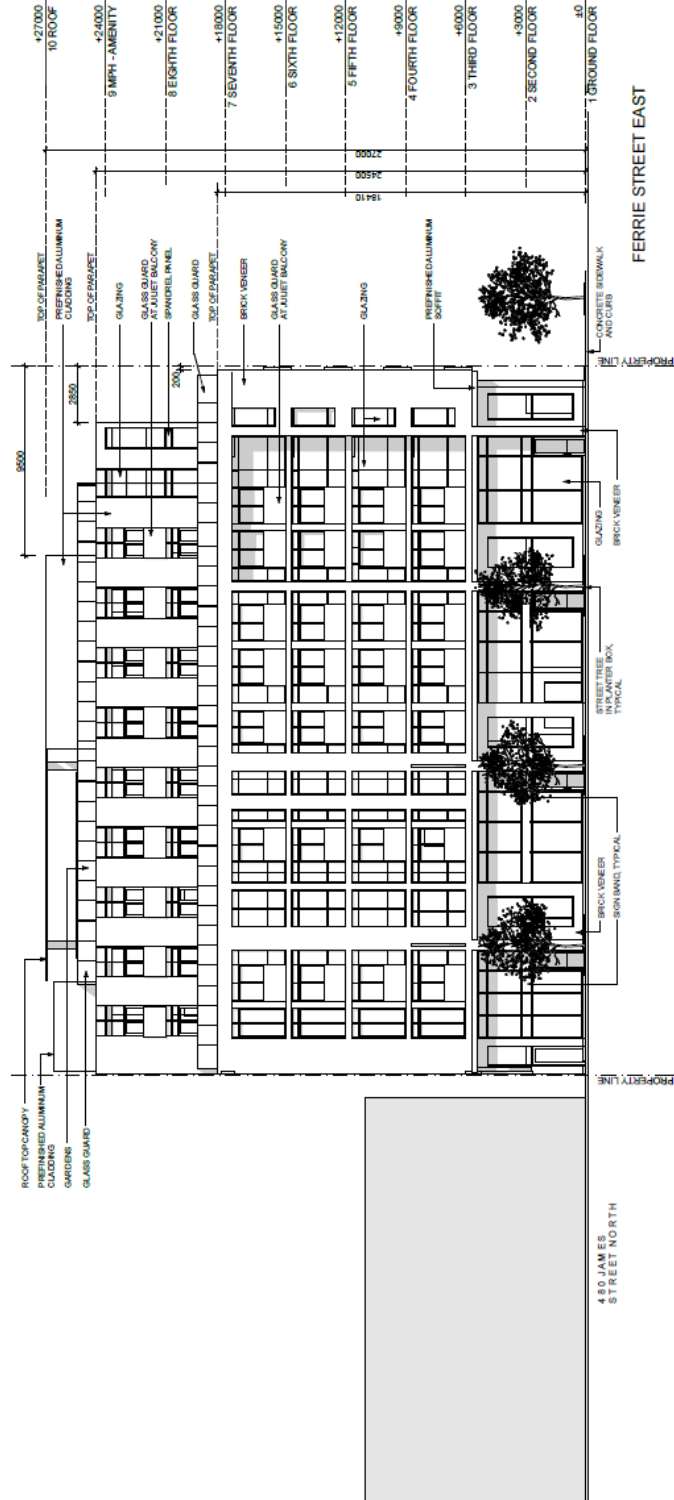 +27000
10 ROOF
+24000
9 MPH - AMENITY
+21000
8 EIGHTH FLOOR
+18000
7 SEVENTH FLOOR
+15000
6 SIXTH FLOOR
+12000
5 FIFTH FLOOR
+9000
4 FOURTH FLOOR
+6000
3 THIRD FLOOR
+3000
2 SECOND FLOOR
±0
1 GROUND FLOOR
27000
24500
18410
FERRIE STREET EAST
TOP OF PARAPET
PREFINISHED ALUMINUM
CLADDING
TOP OF PARAPET
GLAZING
GLASS GUARD
AT JULIET BALCONY
SPANDREL PANEL
GLASS GUARD
TOP OF PARAPET
BRICK VENEER
GLASS GUARD
AT JULIET BALCONY
GLAZING
PREFINISHED ALUMINUM
SOFFIT
CONCRETE SIDEWALK
AND CURB
PROPERTY LINE
9500
2850
200
GLAZING
BRICK VENEER
STREET TREE
IN PLANTER BOX,
TYPICAL
BRICK VENEER
SIGN BAND, TYPICAL
ROOFTOP CANOPY
PREFINISHED ALUMINUM
CLADDING
GARDENS
GLASS GUARD
PROPERTY LINE
480 JAMES
STREET NORTH